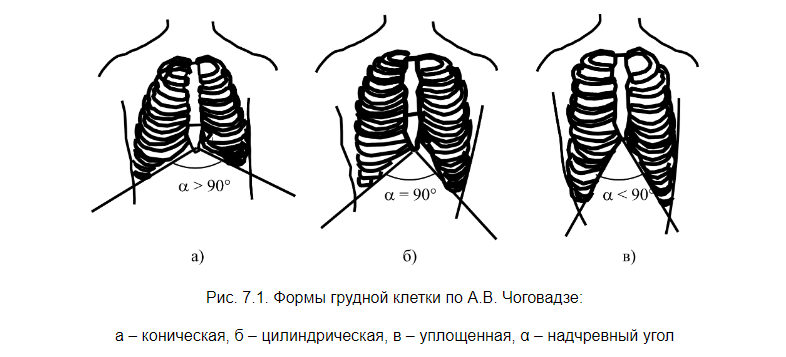 α > 90°
α = 90°
α < 90°
а)
б)
в)
Рис. 7.1. Формы грудной клетки по А.В. Чоговадзе:
а – коническая, б – цилиндрическая, в – уплощенная, α – надчревный угол